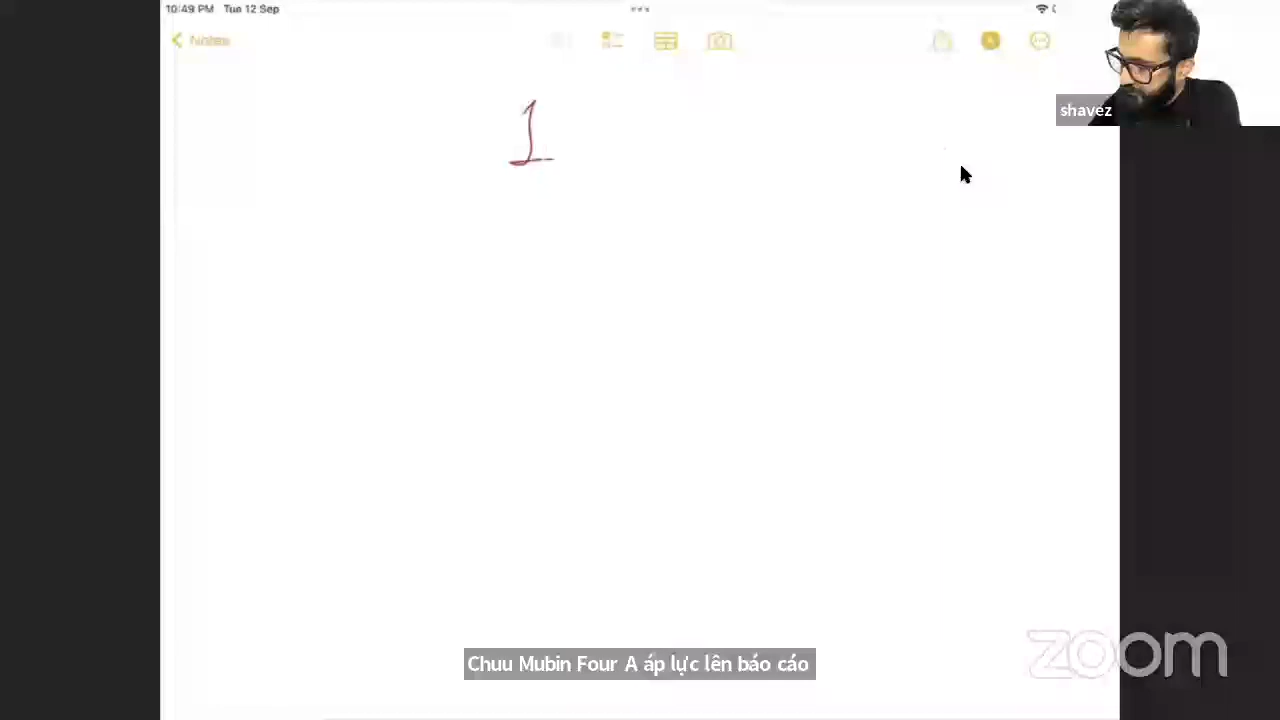 10:49 PM Tue 12 Sep
Notes
1
shavez
Chuu Mubin Four A áp lực lên báo cáo
zoom